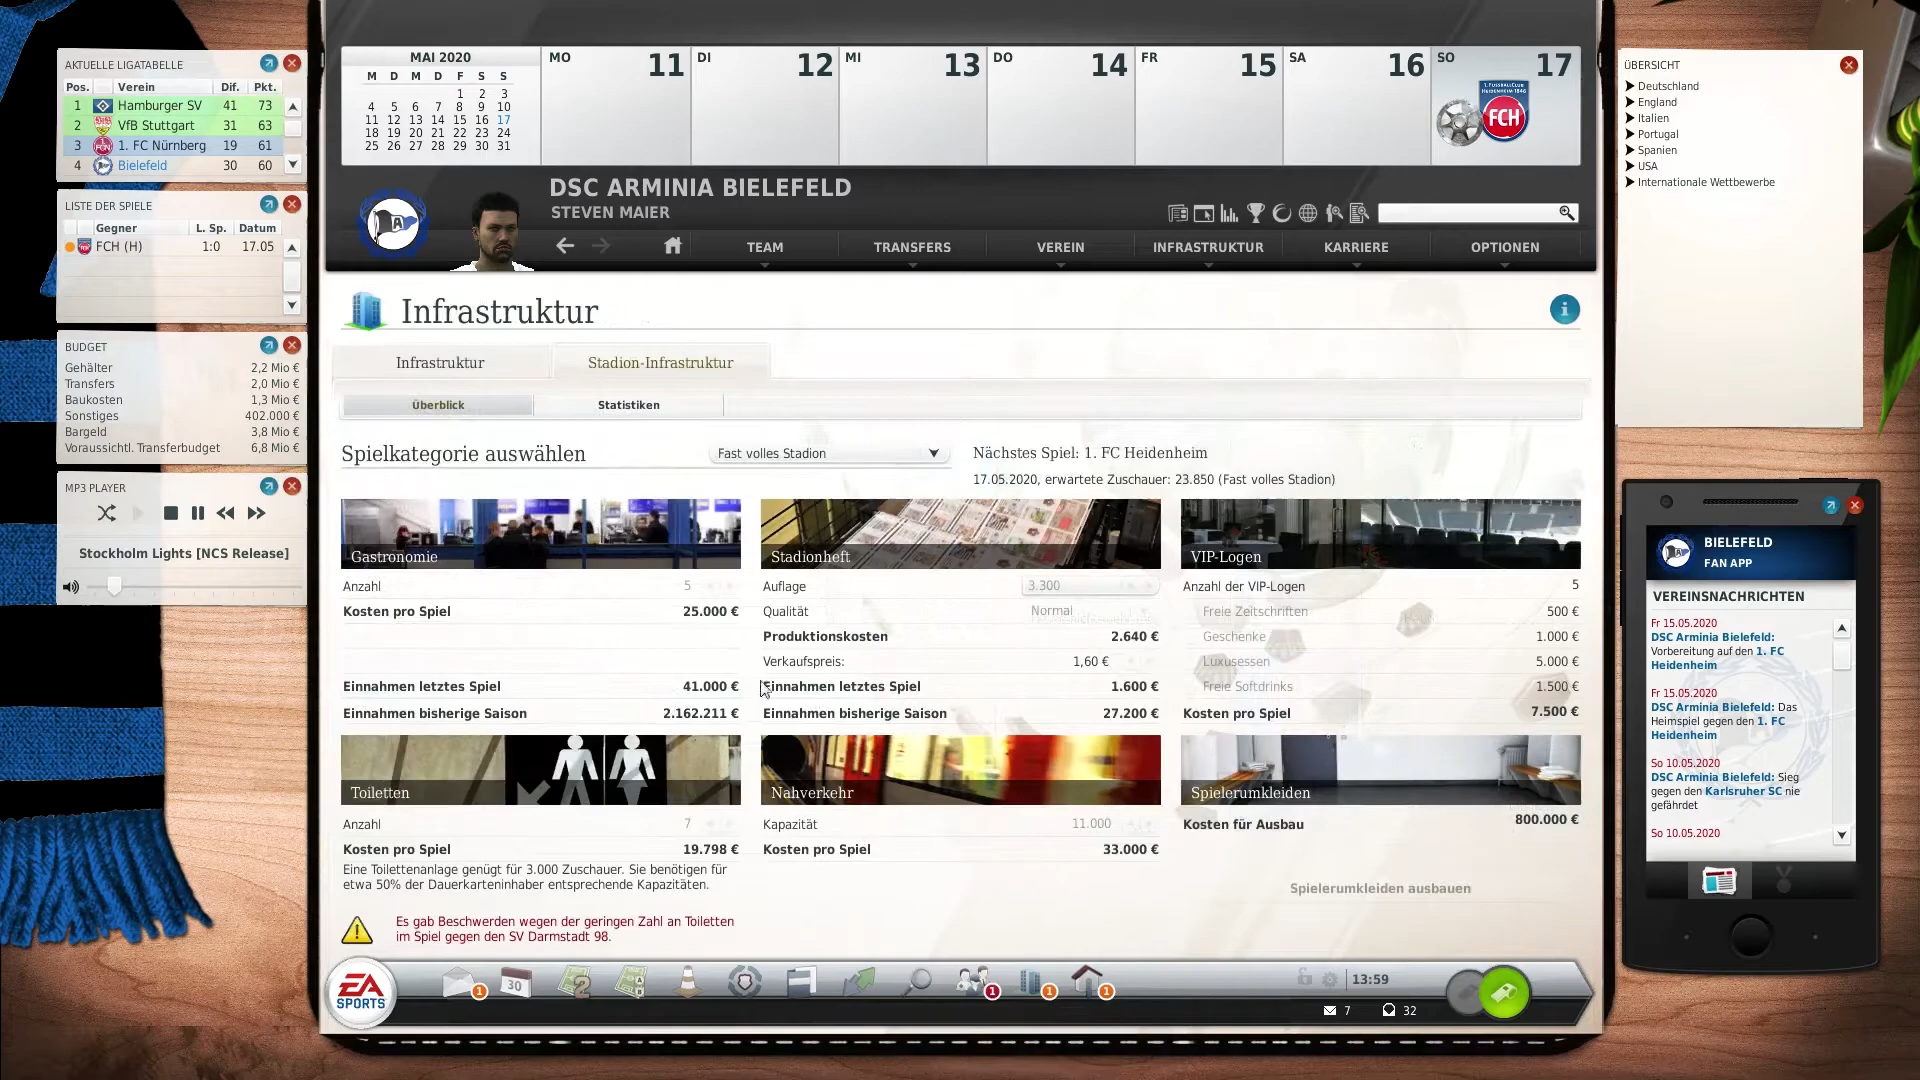 AKTUELLE LIGATABELLE
Pos. Verein Dif. Pkt.
1 Hamburger SV 41 73
2 VfB Stuttgart 31 63
3 1. FC Nürnberg 19 61
4 Bielefeld 30 60
LISTE DER SPIELE
Gegner L. Sp. Datum
FCH (H) 1:0 17.05
BUDGET
Gehälter 2,2 Mio €
Transfers 2,0 Mio €
Baukosten 1,3 Mio €
Sonstiges 402.000 €
Bargeld 3,8 Mio €
Voraussichtl. Transferbudget 6,8 Mio €
MP3 PLAYER
Stockholm Lights [NCS Release]
MAI 2020
M D M D F S S
1 2 3
4 5 6 7 8 9 10
11 12 13 14 15 16 17
18 19 20 21 22 23 24
25 26 27 28 29 30 31
MO 11
DI 12
MI 13
DO 14
FR 15
SA 16
SO 17
FCH
DSC ARMINIA BIELEFELD
STEVEN MAIER
TEAM TRANSFERS VEREIN INFRASTRUKTUR KARRIERE OPTIONEN
Infrastruktur
Infrastruktur Stadion-Infrastruktur
Überblick Statistiken
Spielkategorie auswählen
Fast volles Stadion
Nächstes Spiel: 1. FC Heidenheim
17.05.2020, erwartete Zuschauer: 23.850 (Fast volles Stadion)
Gastronomie
Anzahl 5
Kosten pro Spiel 25.000 €
Einnahmen letztes Spiel 41.000 €
Einnahmen bisherige Saison 2.162.211 €
Stadionheft
Auflage 3.300
Qualität Normal
Produktionskosten 2.640 €
Verkaufspreis: 1,60 €
Einnahmen letztes Spiel 1.600 €
Einnahmen bisherige Saison 27.200 €
VIP-Logen
Anzahl der VIP-Logen 5
Freie Zeitschriften 500 €
Geschenke 1.000 €
Luxusessen 5.000 €
Freie Softdrinks 1.500 €
Kosten pro Spiel 7.500 €
Toiletten
Anzahl 7
Kosten pro Spiel 19.798 €
Eine Toilettenanlage genügt für 3.000 Zuschauer. Sie benötigen für
etwa 50% der Dauerkarteninhaber entsprechende Kapazitäten.
Es gab Beschwerden wegen der geringen Zahl an Toiletten
im Spiel gegen den SV Darmstadt 98.
Nahverkehr
Kapazität 11.000
Kosten pro Spiel 33.000 €
Spielerumkleiden
Kosten für Ausbau 800.000 €
Spielerumkleiden ausbauen
EA
SPORTS
1
30
2
1
1
1
13:59
7 32
ÜBERSICHT
Deutschland
England
Italien
Portugal
Spanien
USA
Internationale Wettbewerbe
BIELEFELD
FAN APP
VEREINSNACHRICHTEN
Fr 15.05.2020
DSC Arminia Bielefeld:
Vorbereitung auf den 1. FC
Heidenheim
Fr 15.05.2020
DSC Arminia Bielefeld: Das
Heimspiel gegen den 1. FC
Heidenheim
So 10.05.2020
DSC Arminia Bielefeld: Sieg
gegen den Karlsruher SC nie
gefährdet
So 10.05.2020